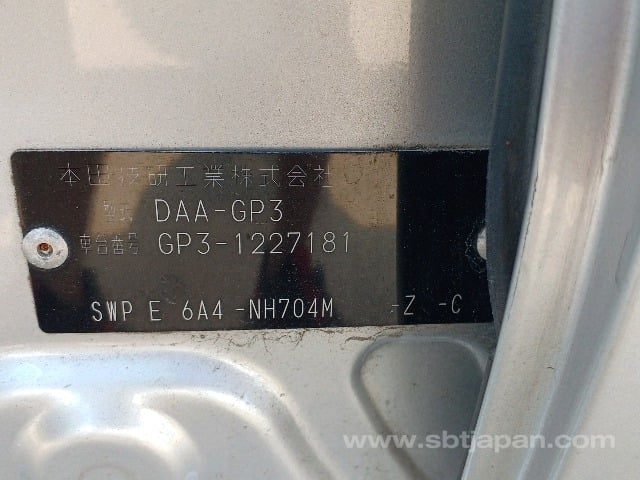 本田技研工業株式会社
型式 DAA-GP3
車台番号 GP3-1227181
SWP E 6A4 -NH704M -Z -C
www.sbtjapan.com